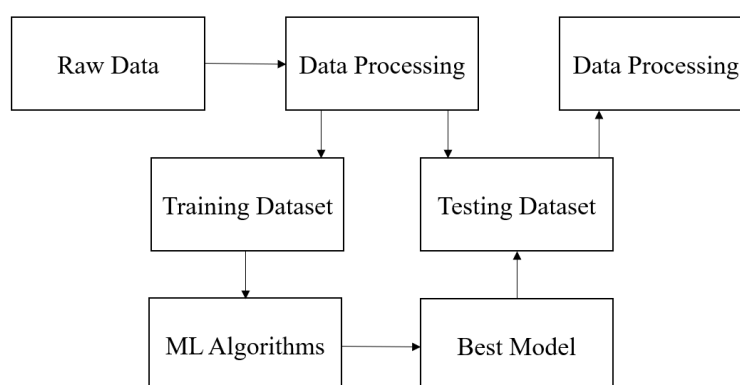 Raw Data
Data Processing
Data Processing
Training Dataset
Testing Dataset
ML Algorithms
Best Model